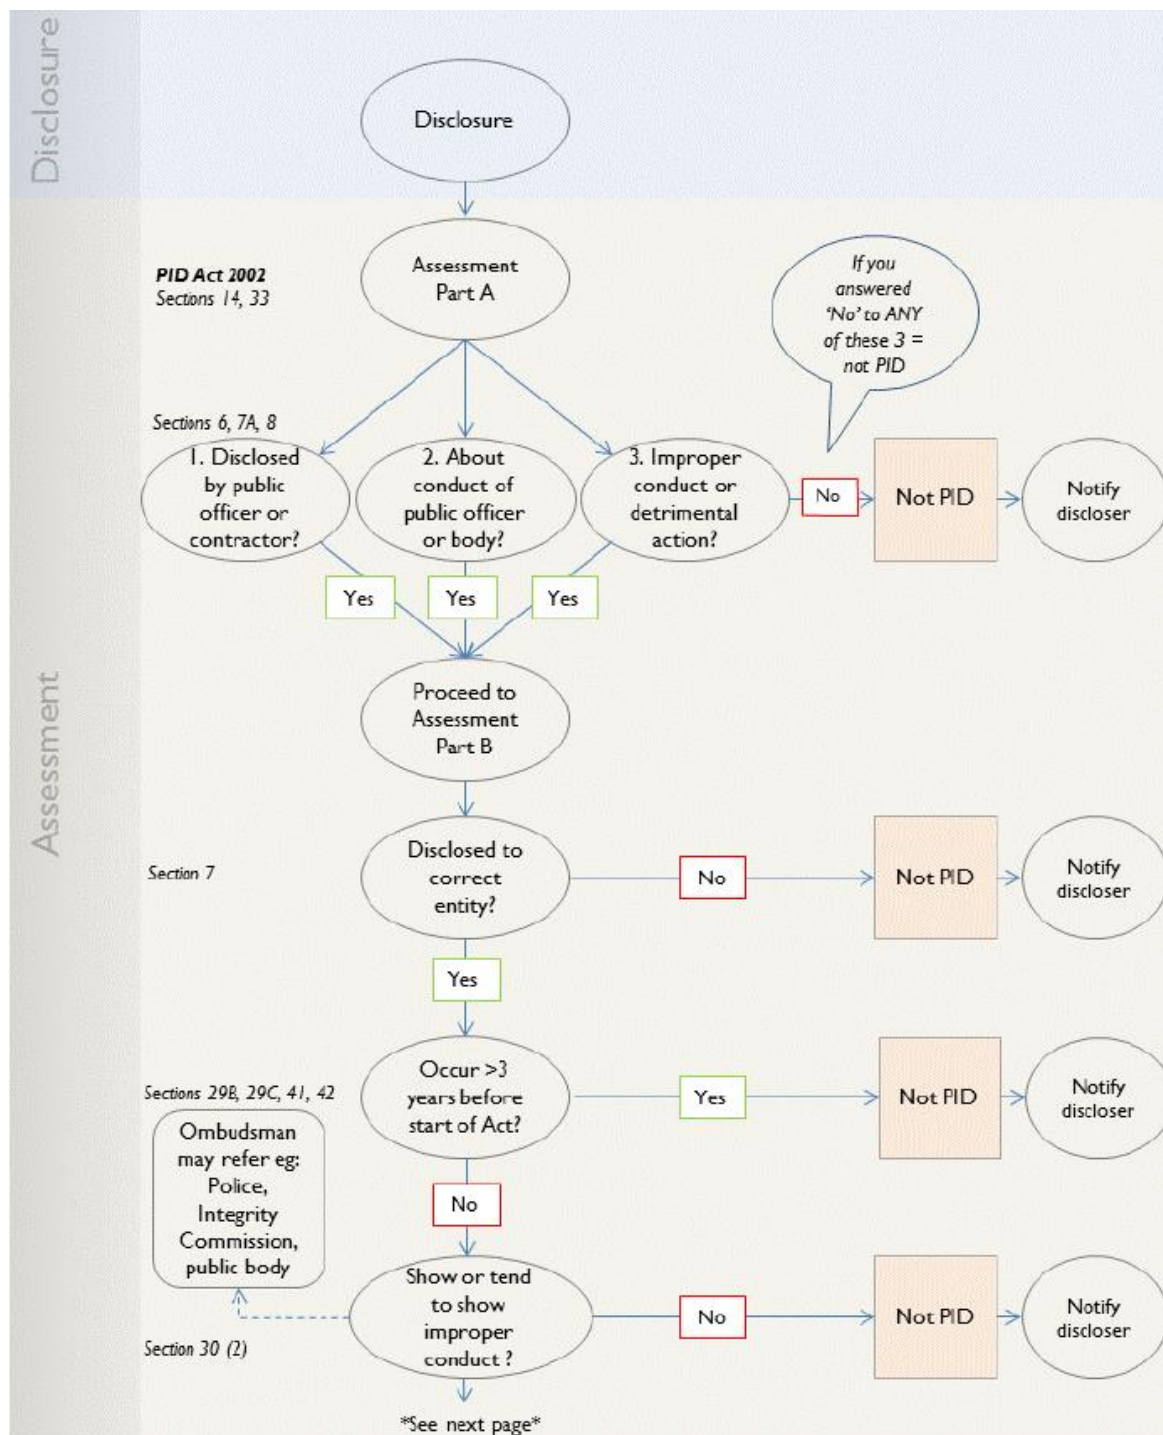 Disclosure
Disclosure
Assessment
Part A
PID Act 2002
Sections 14, 33
If you
answered
'No' to ANY
of these 3 =
not PID
Sections 6, 7A, 8
1. Disclosed
by public
officer or
contractor?
2. About
conduct of
public officer
or body?
3. Improper
conduct or
detrimental
action?
No
Not PID
Notify
discloser
Yes
Yes
Yes
Proceed to
Assessment
Part B
Assessment
Section 7
Disclosed to
correct
entity?
No
Not PID
Notify
discloser
Yes
Sections 29B, 29C, 41, 42
Occur >3
years before
start of Act?
Yes
Not PID
Notify
discloser
Ombudsman
may refer eg:
Police,
Integrity
Commission,
public body
No
Show or tend
to show
improper
conduct ?
No
Not PID
Notify
discloser
Section 30 (2)
*See next page*